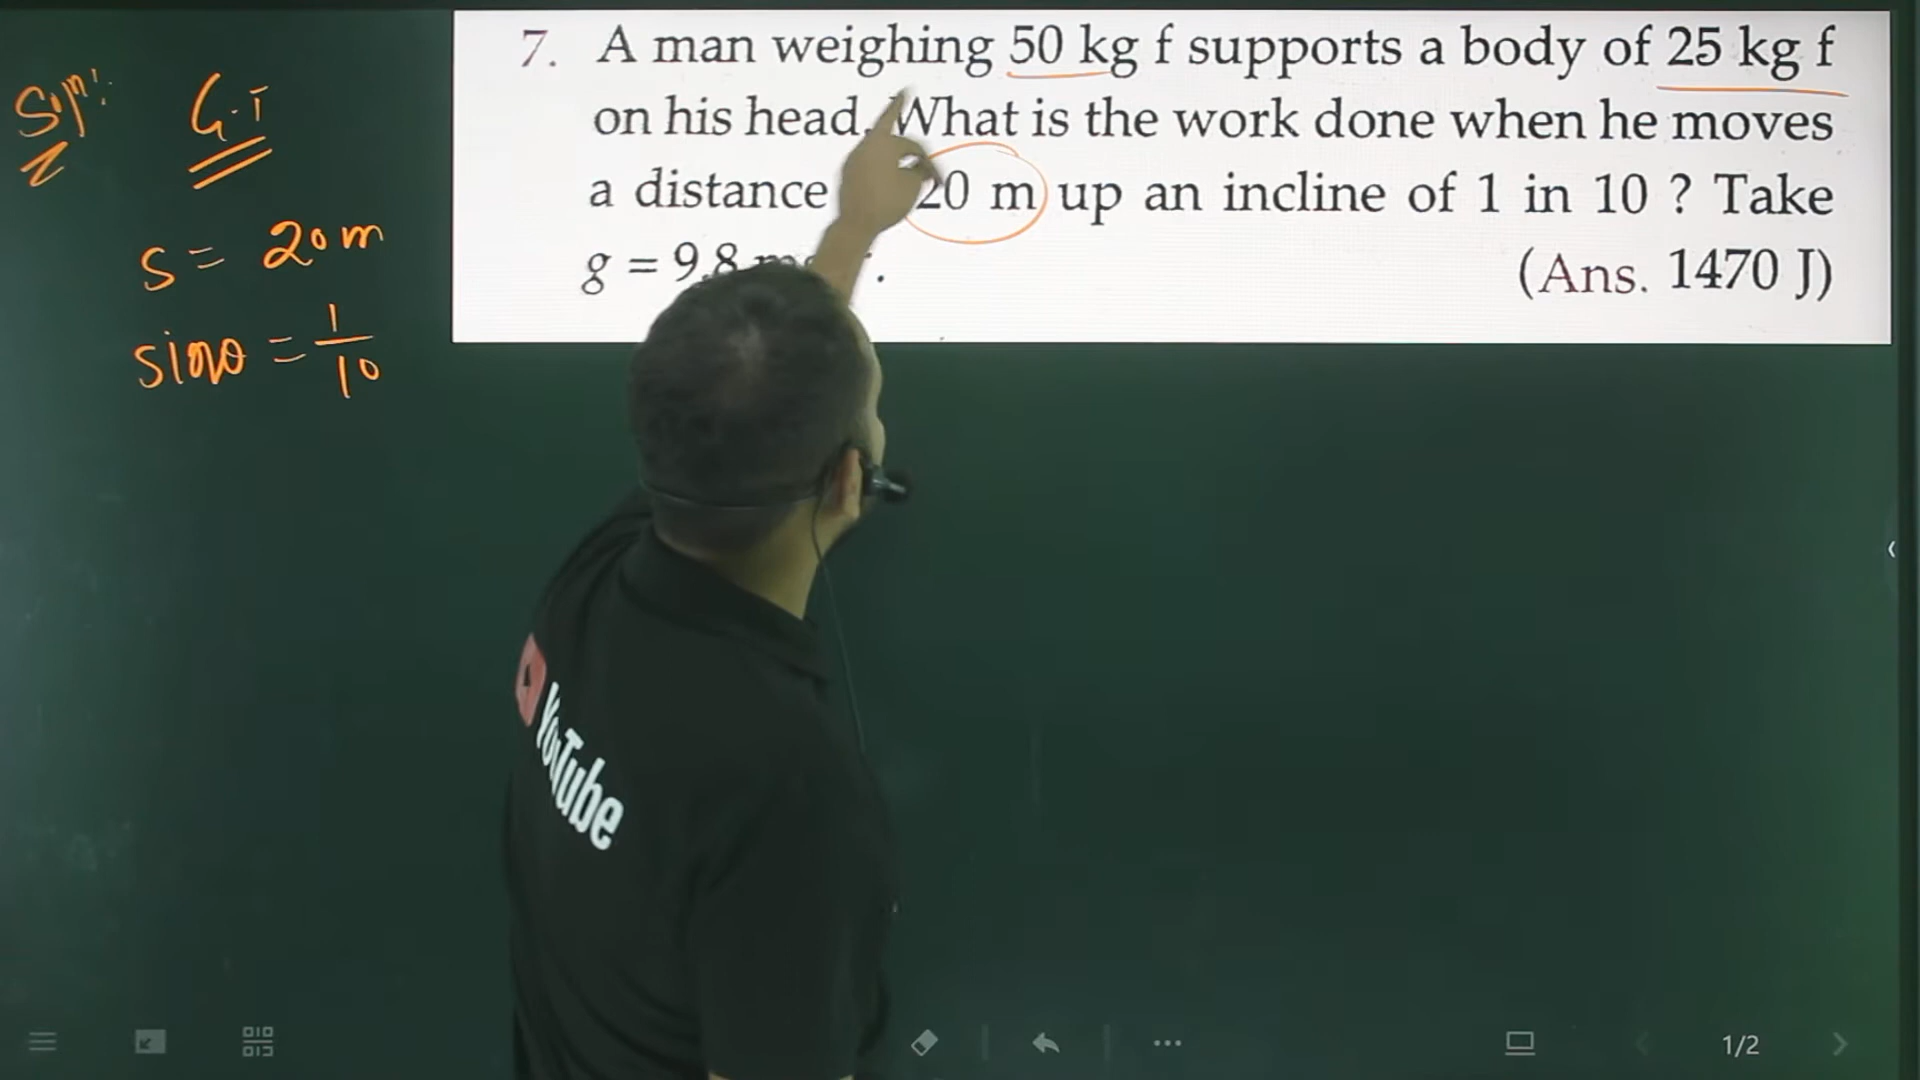 7. A man weighing 50 kg f supports a body of 25 kg f
on his head. What is the work done when he moves
a distance 20 m up an incline of 1 in 10 ? Take
g = 9.8
(Ans. 1470 J)
Solⁿ:
G.I
s = 20 m
sinθ = 1/10
YouTube
1/2